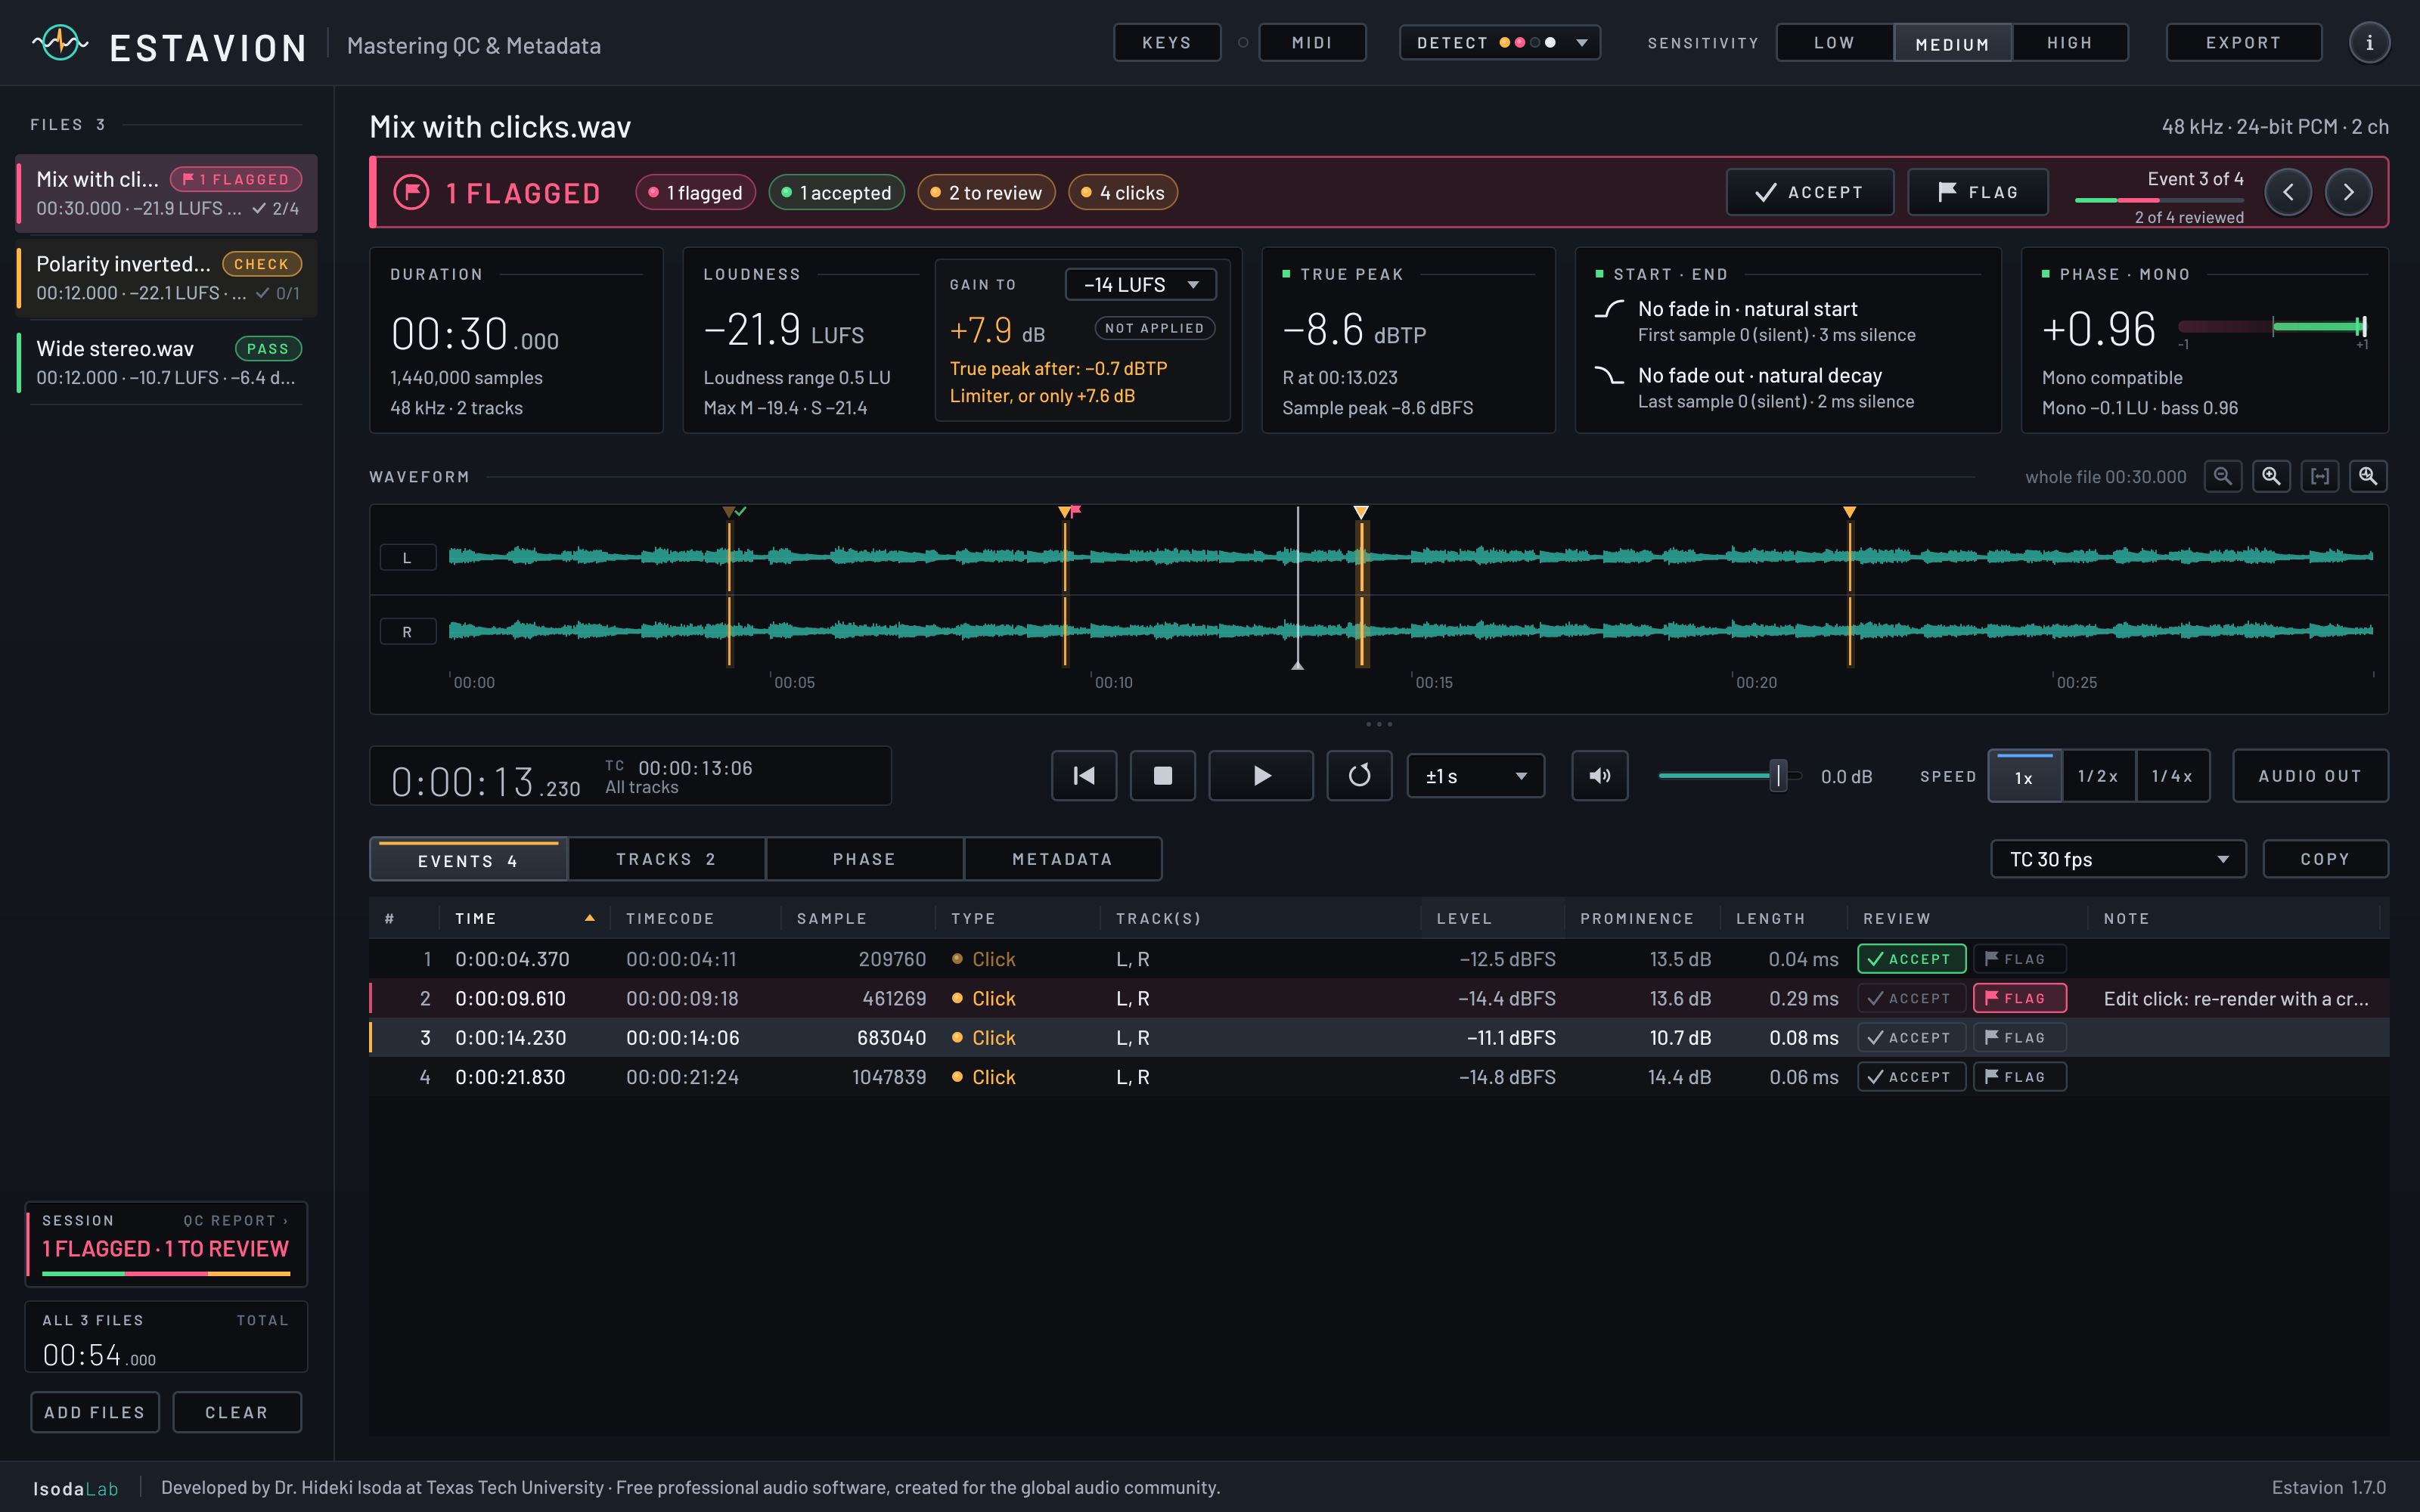 ESTAVION
Mastering QC & Metadata
KEYS
MIDI
DETECT
SENSITIVITY
LOW
MEDIUM
HIGH
EXPORT
i
FILES 3
Mix with cli...
1 FLAGGED
00:30.000 · −21.9 LUFS ...
2/4
Polarity inverted...
CHECK
00:12.000 · −22.1 LUFS · ...
0/1
Wide stereo.wav
PASS
00:12.000 · −10.7 LUFS · −6.4 d...
Mix with clicks.wav
48 kHz · 24-bit PCM · 2 ch
1 FLAGGED
1 flagged
1 accepted
2 to review
4 clicks
ACCEPT
FLAG
Event 3 of 4
2 of 4 reviewed
DURATION
00:30.000
1,440,000 samples
48 kHz · 2 tracks
LOUDNESS
−21.9 LUFS
Loudness range 0.5 LU
Max M −19.4 · S −21.4
GAIN TO
−14 LUFS
+7.9 dB
NOT APPLIED
True peak after: −0.7 dBTP
Limiter, or only +7.6 dB
TRUE PEAK
−8.6 dBTP
R at 00:13.023
Sample peak −8.6 dBFS
START · END
No fade in · natural start
First sample 0 (silent) · 3 ms silence
No fade out · natural decay
Last sample 0 (silent) · 2 ms silence
PHASE · MONO
+0.96
-1
+1
Mono compatible
Mono −0.1 LU · bass 0.96
WAVEFORM
whole file 00:30.000
L
R
00:00
00:05
00:10
00:15
00:20
00:25
0:00:13.230
TC 00:00:13:06
All tracks
±1 s
0.0 dB
SPEED
1x
1/2x
1/4x
AUDIO OUT
EVENTS 4
TRACKS 2
PHASE
METADATA
TC 30 fps
COPY
# TIME TIMECODE SAMPLE TYPE TRACK(S) LEVEL PROMINENCE LENGTH REVIEW NOTE
1 0:00:04.370 00:00:04:11 209760 Click L, R −12.5 dBFS 13.5 dB 0.04 ms ACCEPT FLAG
2 0:00:09.610 00:00:09:18 461269 Click L, R −14.4 dBFS 13.6 dB 0.29 ms ACCEPT FLAG Edit click: re-render with a cr...
3 0:00:14.230 00:00:14:06 683040 Click L, R −11.1 dBFS 10.7 dB 0.08 ms ACCEPT FLAG
4 0:00:21.830 00:00:21:24 1047839 Click L, R −14.8 dBFS 14.4 dB 0.06 ms ACCEPT FLAG
SESSION
QC REPORT ›
1 FLAGGED · 1 TO REVIEW
ALL 3 FILES
TOTAL
00:54.000
ADD FILES
CLEAR
IsodaLab
Developed by Dr. Hideki Isoda at Texas Tech University · Free professional audio software, created for the global audio community.
Estavion 1.7.0